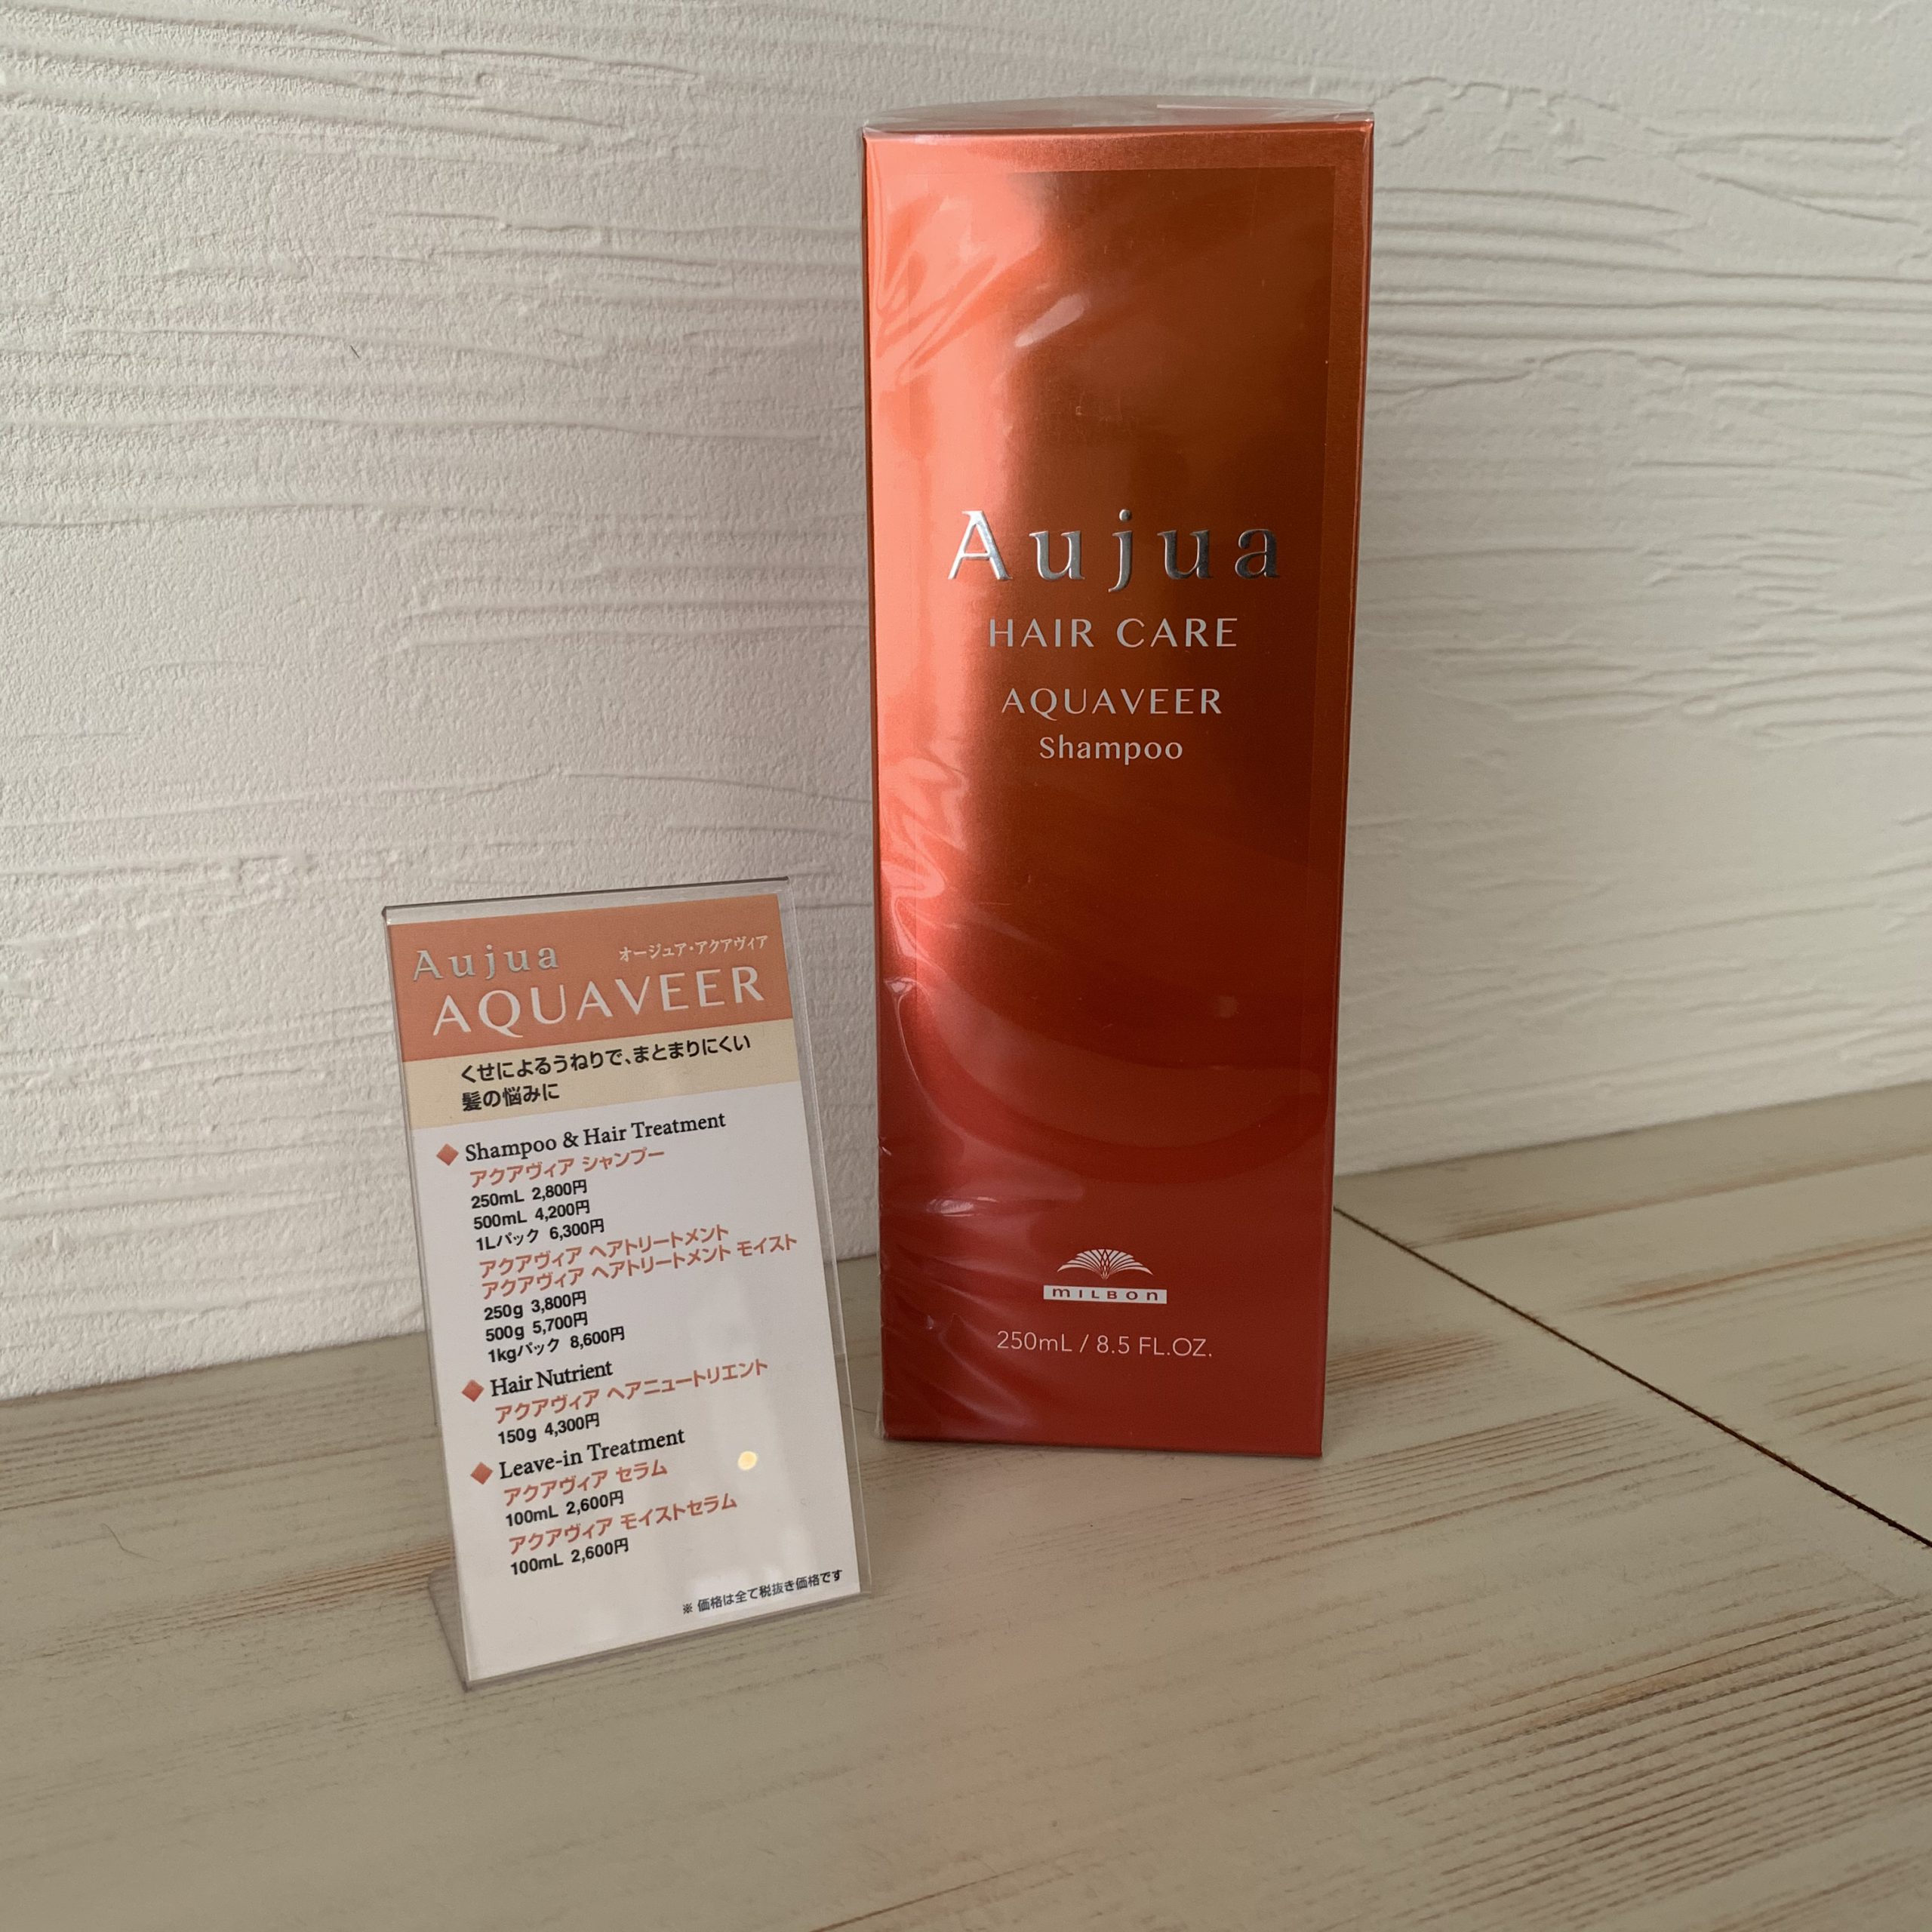 Aujua
オージュア・アクアヴィア
AQUAVEER
くせによるうねりで、まとまりにくい
髪の悩みに
Shampoo & Hair Treatment
アクアヴィア シャンプー
250mL 2,800円
500mL 4,200円
1Lパック 6,300円
アクアヴィア ヘアトリートメント
アクアヴィア ヘアトリートメント モイスト
250g 3,800円
500g 5,700円
1kgパック 8,600円
Hair Nutrient
アクアヴィア ヘアニュートリエント
150g 4,300円
Leave-in Treatment
アクアヴィア セラム
100mL 2,600円
アクアヴィア モイストセラム
100mL 2,600円
※ 価格は全て税抜き価格です
Aujua
HAIR CARE
AQUAVEER
Shampoo
MILBON
250mL / 8.5 FL.OZ.